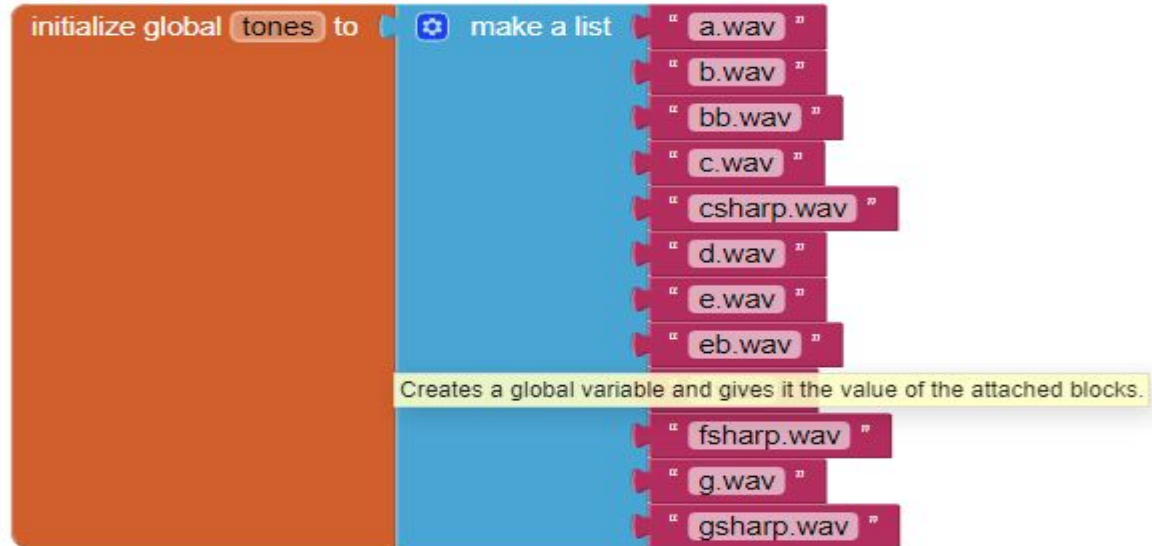 initialize global tones to make a list " a.wav "
" b.wav "
" bb.wav "
" c.wav "
" csharp.wav "
" d.wav "
" e.wav "
" eb.wav "
Creates a global variable and gives it the value of the attached blocks.
" fsharp.wav "
" g.wav "
" gsharp.wav "